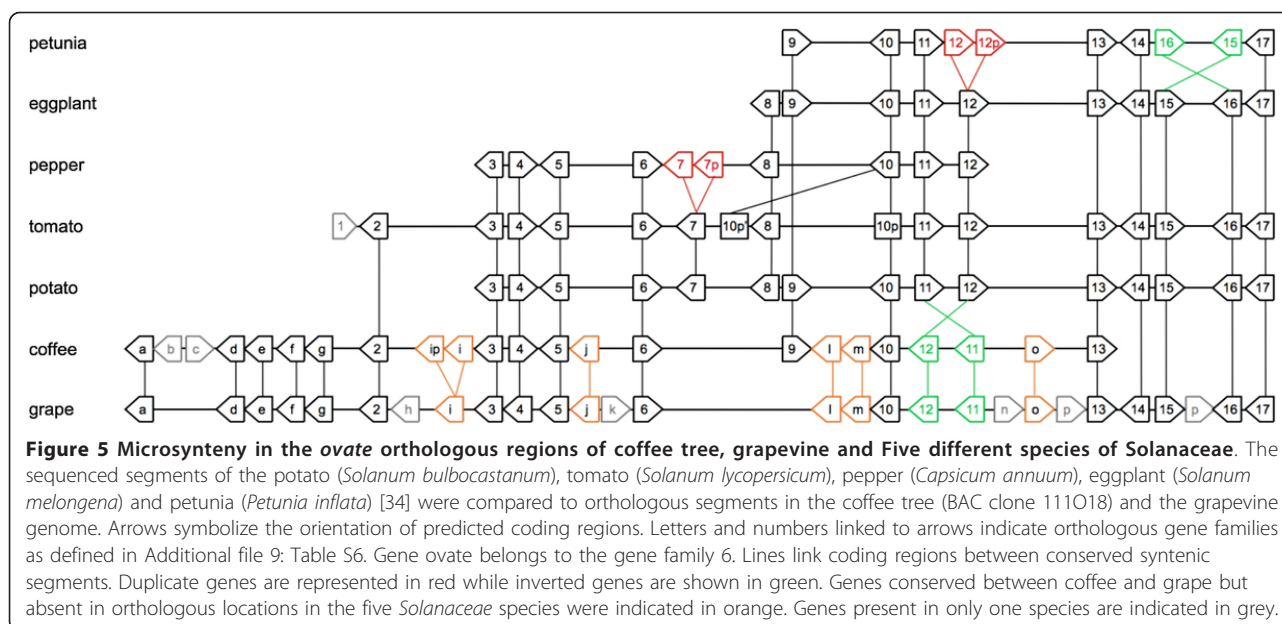 petunia 9 10 11 12 12p 13 14 16 15 17
eggplant 8 9 10 11 12 13 14 15 16 17
pepper 3 4 5 6 7 7p 8 10 11 12
tomato 1 2 3 4 5 6 7 10p' 8 10p 11 12 13 14 15 16 17
potato 3 4 5 6 7 8 9 10 11 12 13 14 15 16 17
coffee a b c d e f g 2 ip i 3 4 5 j 6 9 l m 10 12 11 o 13
grape a d e f g 2 h i 3 4 5 j k 6 l m 10 12 11 n o p 13 14 15 p 16 17
Figure 5 Microsynteny in the ovate orthologous regions of coffee tree, grapevine and Five different species of Solanaceae. The
sequenced segments of the potato (Solanum bulbocastanum), tomato (Solanum lycopersicum), pepper (Capsicum annuum), eggplant (Solanum
melongena) and petunia (Petunia inflata) [34] were compared to orthologous segments in the coffee tree (BAC clone 111O18) and the grapevine
genome. Arrows symbolize the orientation of predicted coding regions. Letters and numbers linked to arrows indicate orthologous gene families
as defined in Additional file 9: Table S6. Gene ovate belongs to the gene family 6. Lines link coding regions between conserved syntenic
segments. Duplicate genes are represented in red while inverted genes are shown in green. Genes conserved between coffee and grape but
absent in orthologous locations in the five Solanaceae species were indicated in orange. Genes present in only one species are indicated in grey.